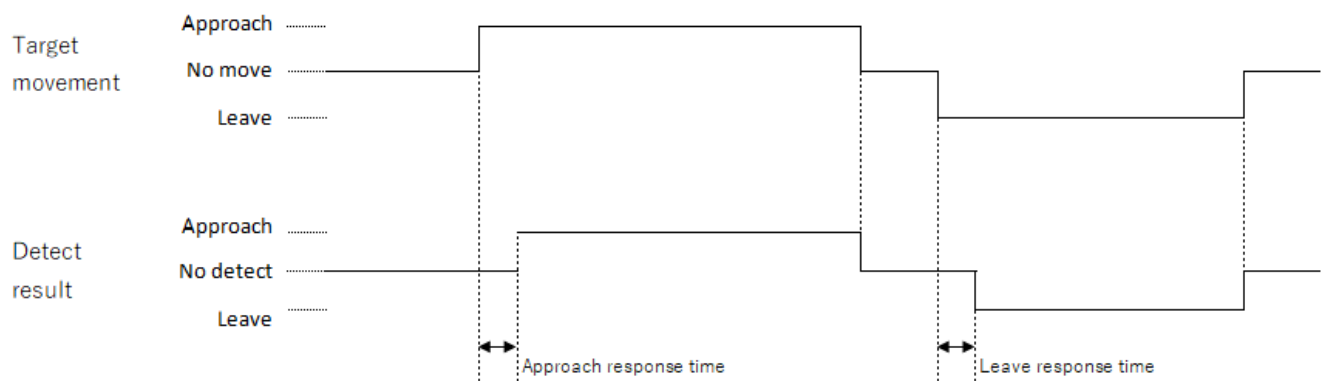 Target
movement
Approach
No move
Leave
Detect
result
Approach
No detect
Leave
Approach response time
Leave response time